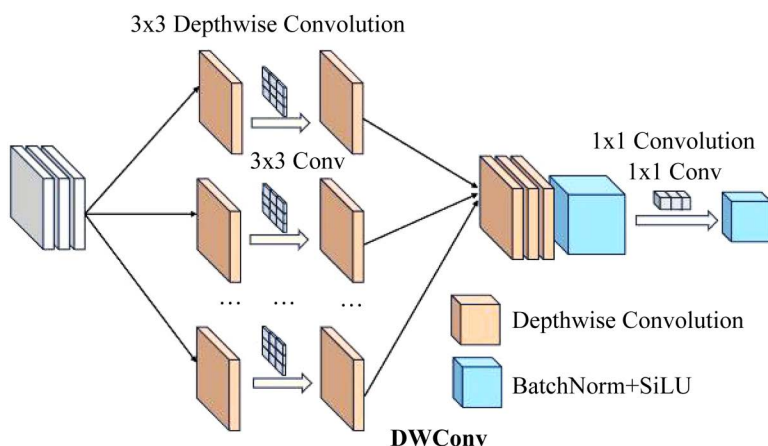 3x3 Depthwise Convolution
3x3 Conv
1x1 Convolution
1x1 Conv
... ... ...
Depthwise Convolution
BatchNorm+SiLU
DWConv